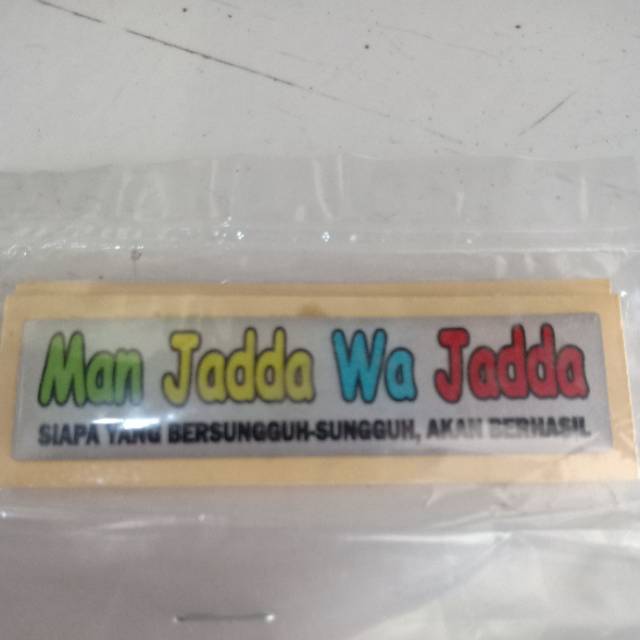 Man Jadda Wa Jadda
SIAPA YANG BERSUNGGUH-SUNGGUH, AKAN BERHASIL